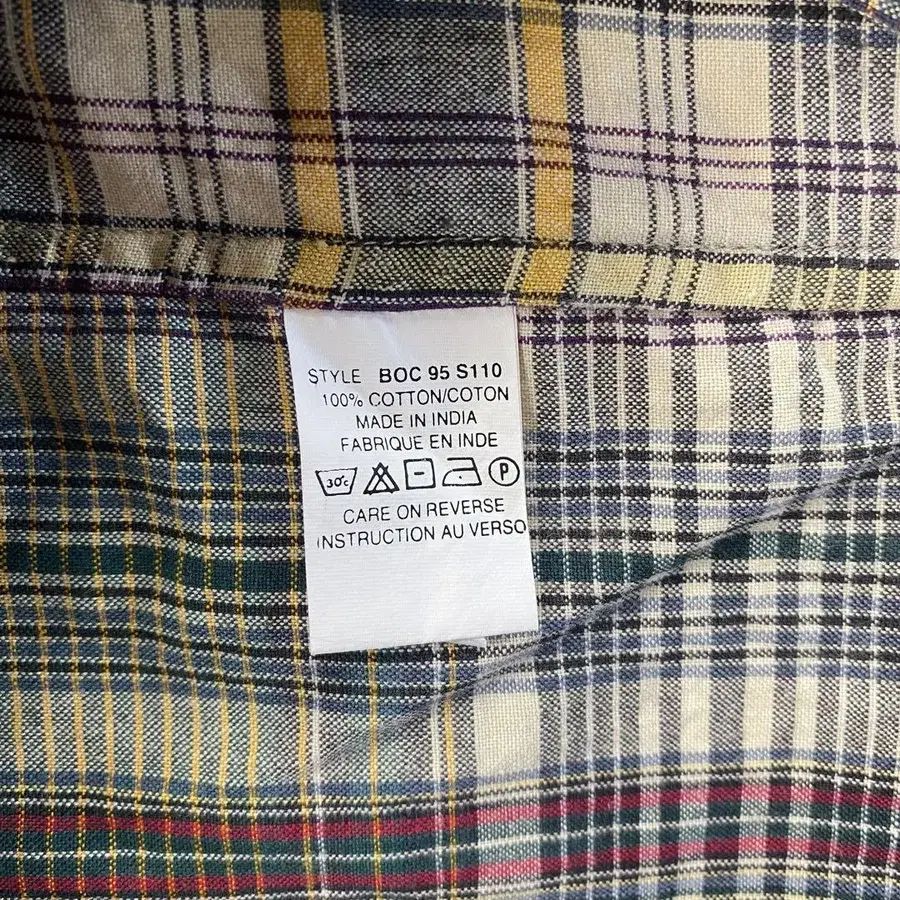 STYLE BOC 95 S110
100% COTTON/COTON
MADE IN INDIA
FABRIQUE EN INDE
30°c P
CARE ON REVERSE
INSTRUCTION AU VERSO